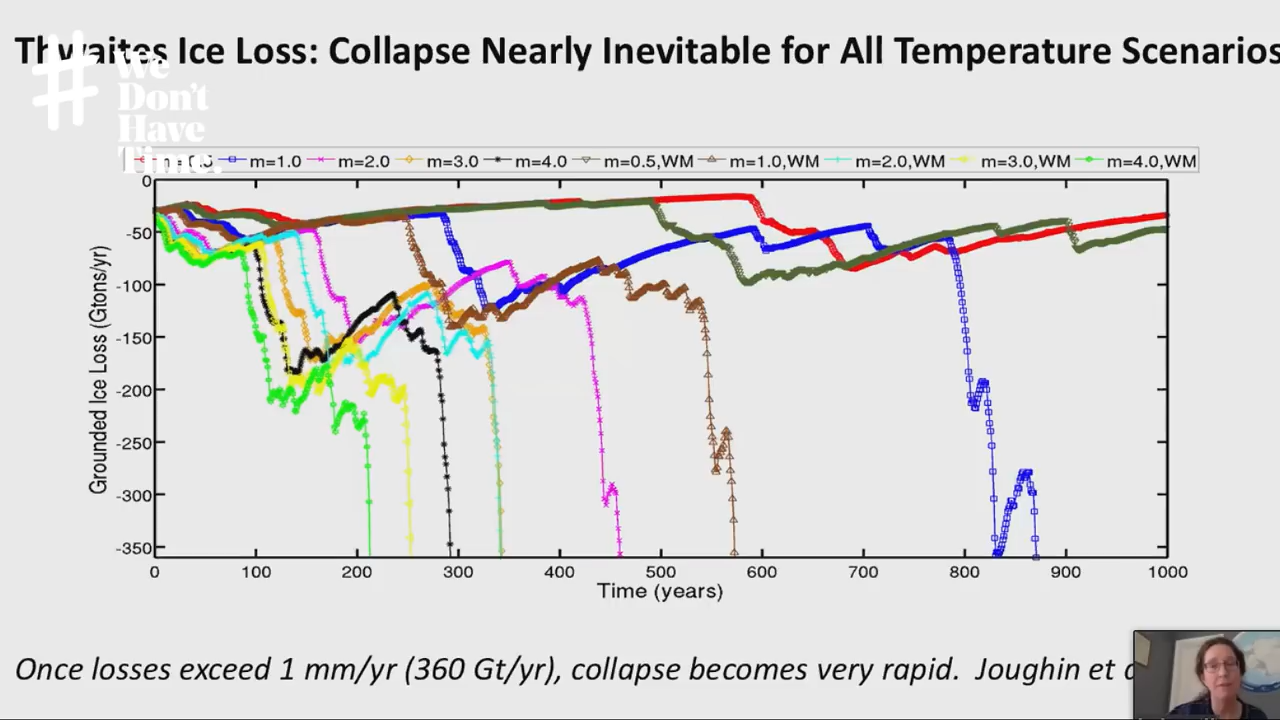 Thwaites Ice Loss: Collapse Nearly Inevitable for All Temperature Scenarios
We
Don't
Have
Time.
m=0.5 m=1.0 m=2.0 m=3.0 m=4.0 m=0.5,WM m=1.0,WM m=2.0,WM m=3.0,WM m=4.0,WM
0
-50
-100
-150
-200
-250
-300
-350
Grounded Ice Loss (Gtons/yr)
0 100 200 300 400 500 600 700 800 900 1000
Time (years)
Once losses exceed 1 mm/yr (360 Gt/yr), collapse becomes very rapid. Joughin et